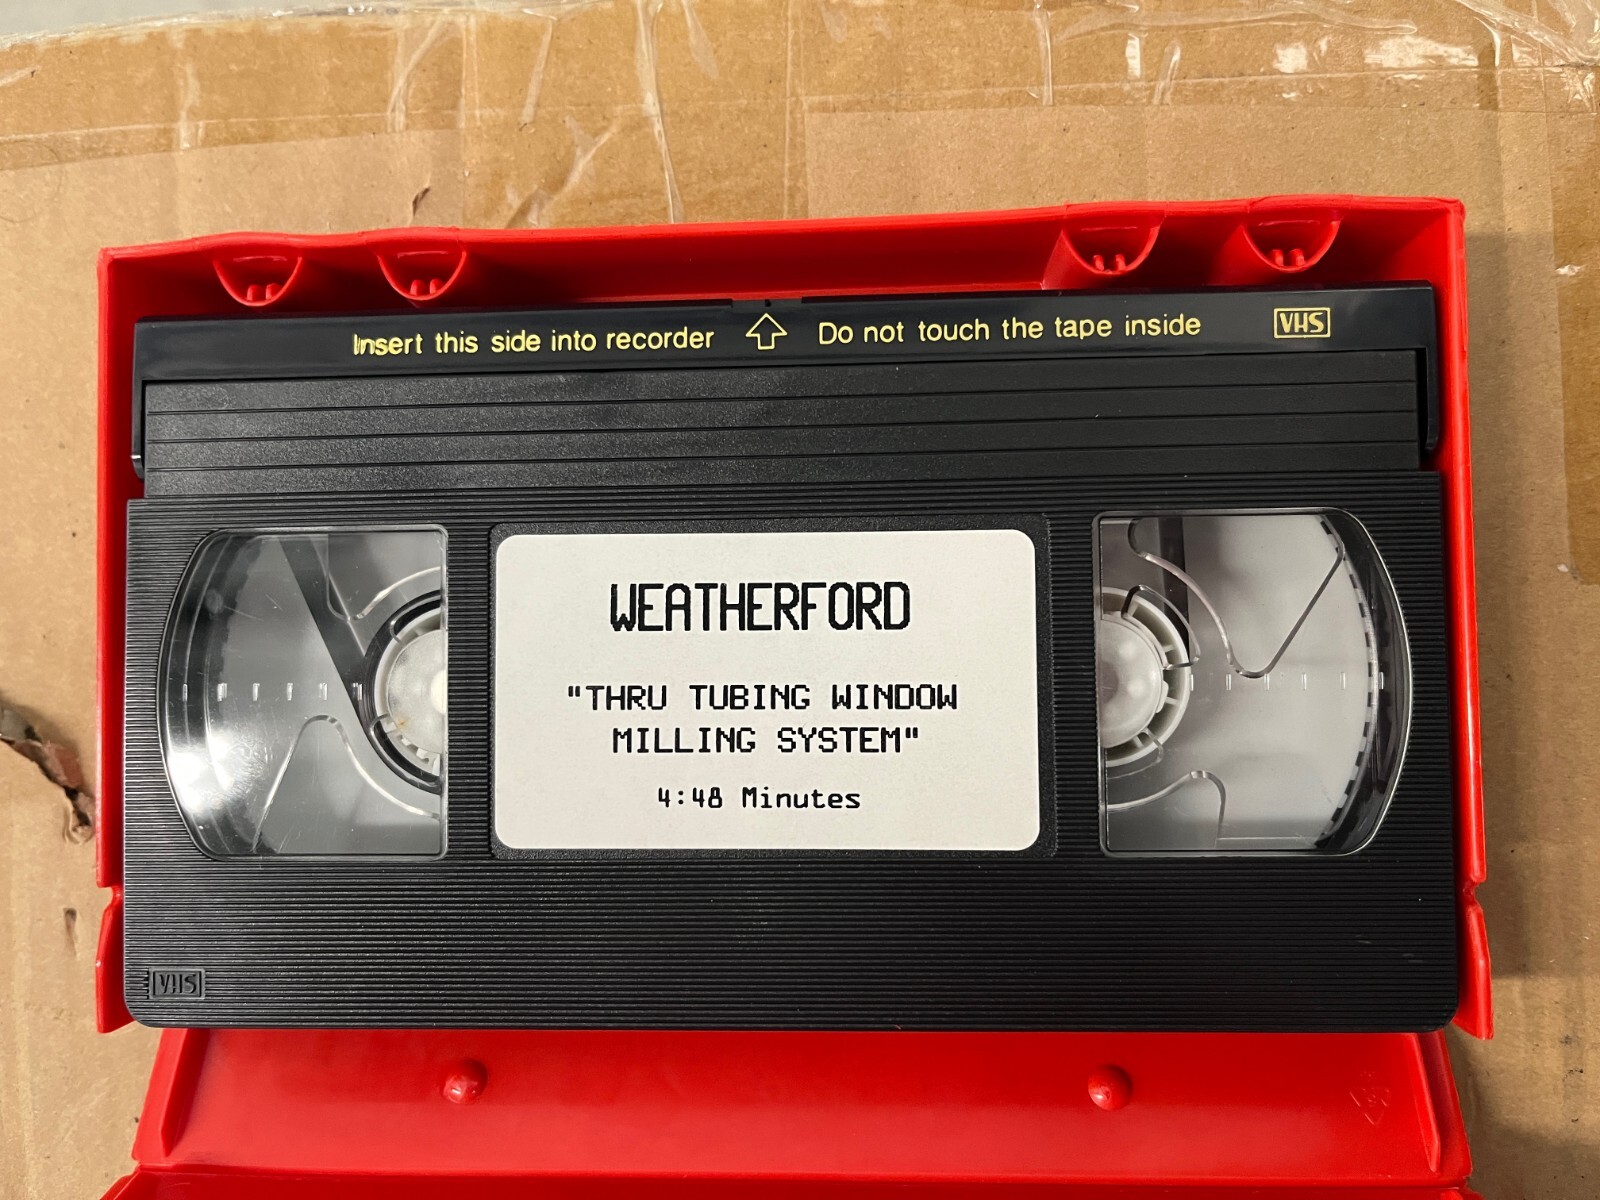 Insert this side into recorder Do not touch the tape inside VHS
WEATHERFORD
"THRU TUBING WINDOW
MILLING SYSTEM"
4:48 Minutes
VHS